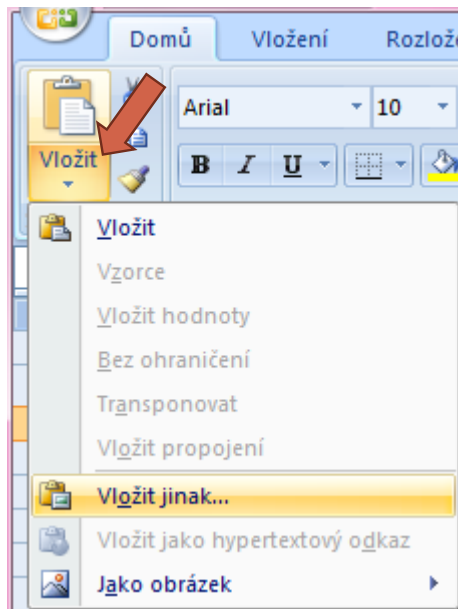 Domů Vložení Rozlož
Arial 10
Vložit
B I U
Vložit
Vzorce
Vložit hodnoty
Bez ohraničení
Transponovat
Vložit propojení
Vložit jinak...
Vložit jako hypertextový odkaz
Jako obrázek